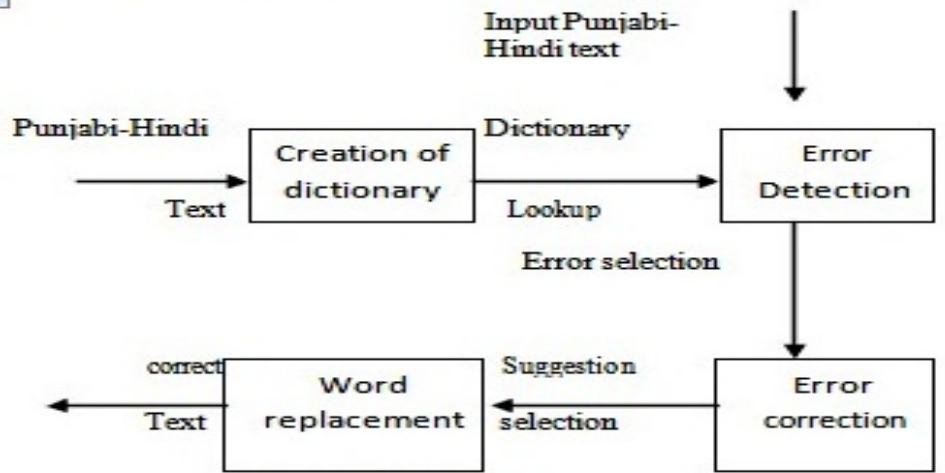 Input Punjabi-
Hindi text
Punjabi-Hindi
Text
Creation of
dictionary
Dictionary
Lookup
Error
Detection
Error selection
Error
correction
Suggestion
selection
Word
replacement
correct
Text